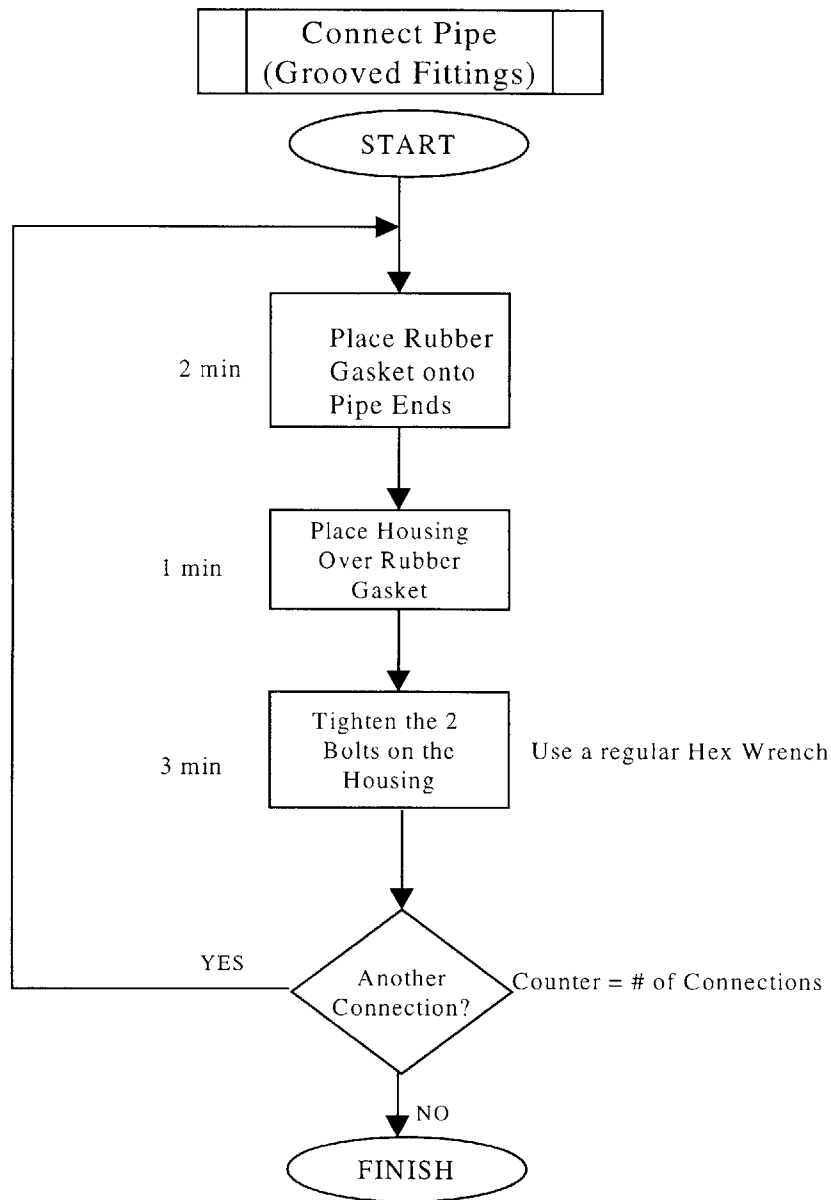 Connect Pipe
(Grooved Fittings)
START
2 min
Place Rubber
Gasket onto
Pipe Ends
1 min
Place Housing
Over Rubber
Gasket
3 min
Tighten the 2
Bolts on the
Housing
Use a regular Hex Wrench
YES
Another
Connection?
Counter = # of Connections
NO
FINISH